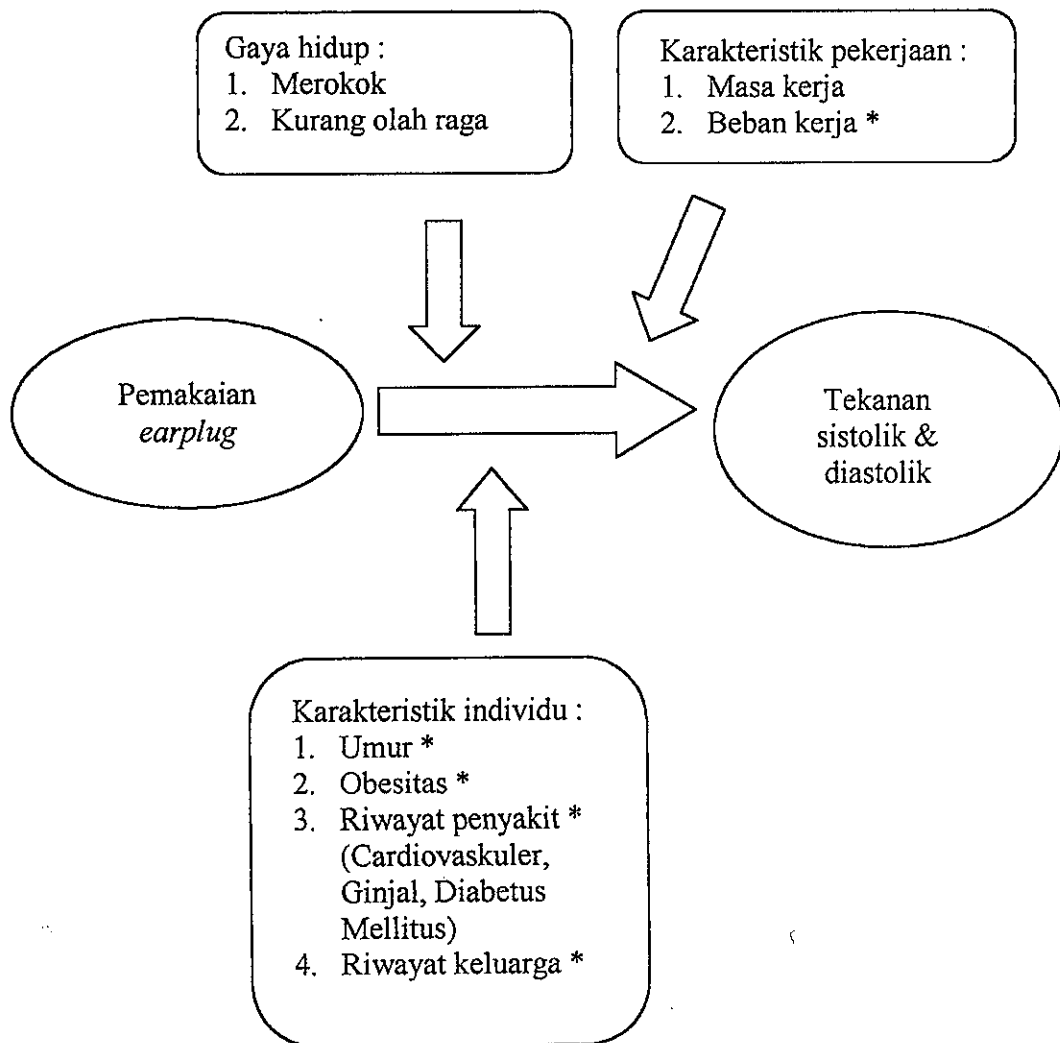 Gaya hidup :
1. Merokok
2. Kurang olah raga
Karakteristik pekerjaan :
1. Masa kerja
2. Beban kerja *
Pemakaian
earplug
Tekanan
sistolik &
diastolik
Karakteristik individu :
1. Umur *
2. Obesitas *
3. Riwayat penyakit *
(Cardiovaskuler,
Ginjal, Diabetus
Mellitus)
4. Riwayat keluarga *